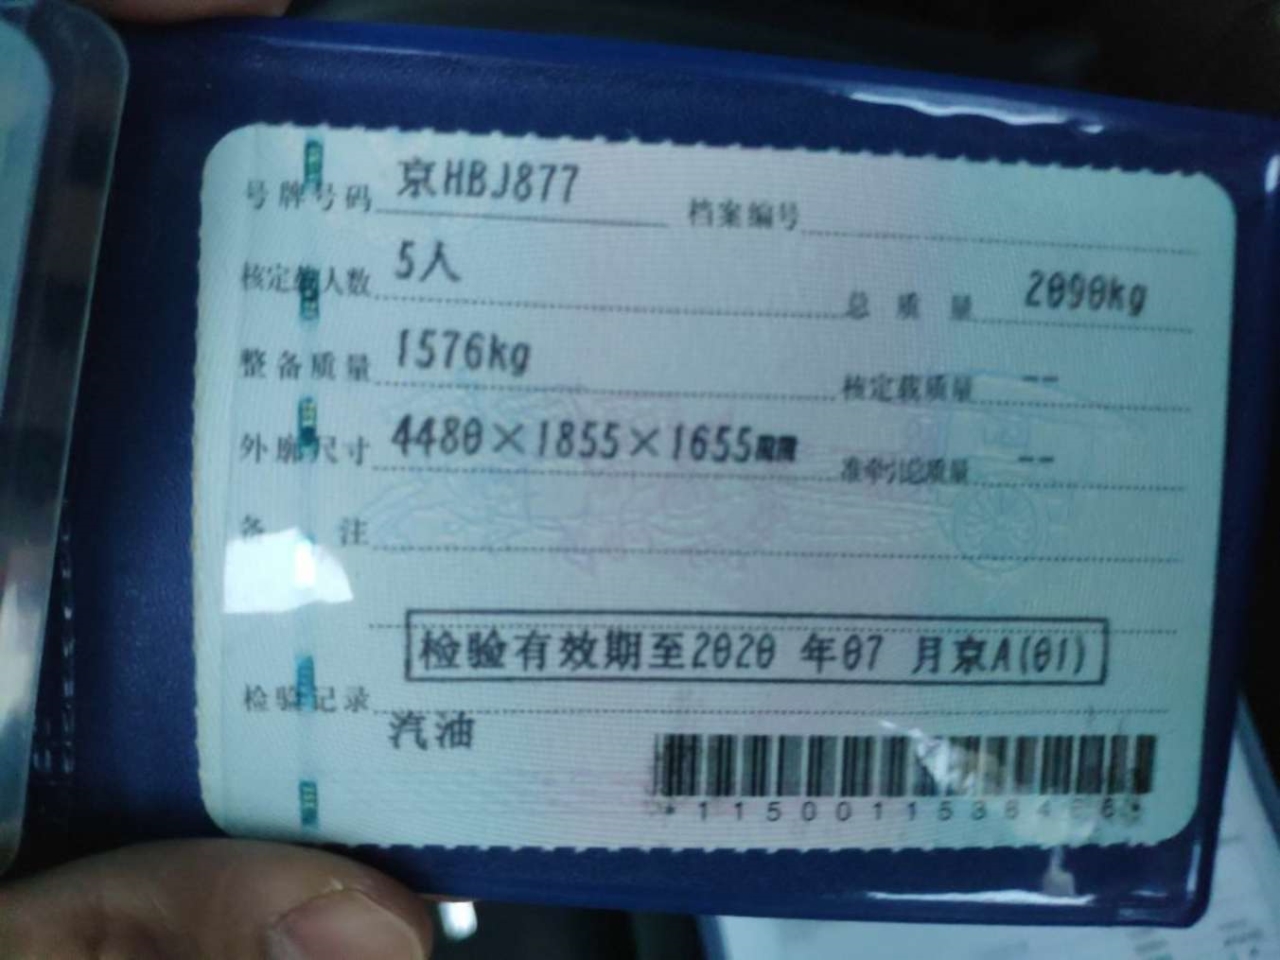 号牌号码 京HBJ877 档案编号
核定载人数 5人 总质量 2090kg
整备质量 1576kg 核定载质量 --
外廓尺寸 4480×1855×1655mm 准牵引总质量 --
备注
检验有效期至2020 年07 月京A(01)
检验记录
汽油